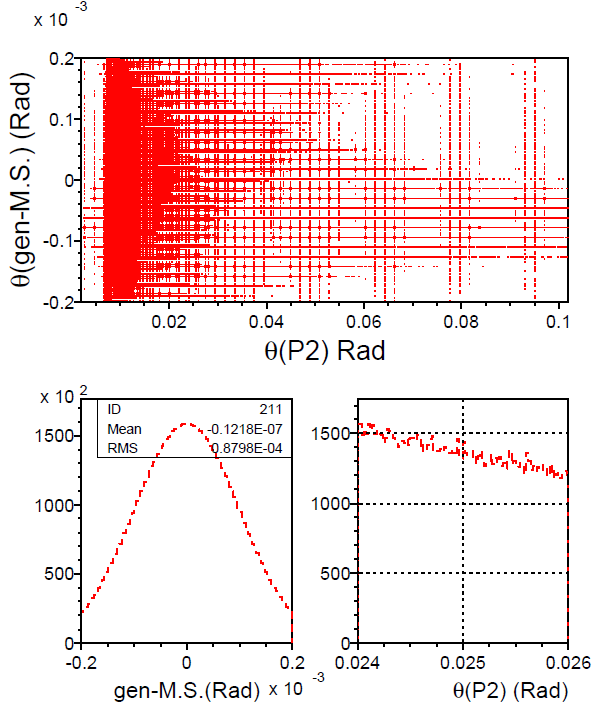 x 10 -3
θ(gen-M.S.) (Rad)
0.2
0.1
0
-0.1
-0.2
0.02 0.04 0.06 0.08 0.1
θ(P2) Rad
x 10 2
ID 211
Mean -0.1218E-07
RMS 0.8798E-04
1500
1000
500
0
-0.2 0 0.2
gen-M.S.(Rad) x 10 -3
1500
1000
500
0
0.024 0.025 0.026
θ(P2) (Rad)